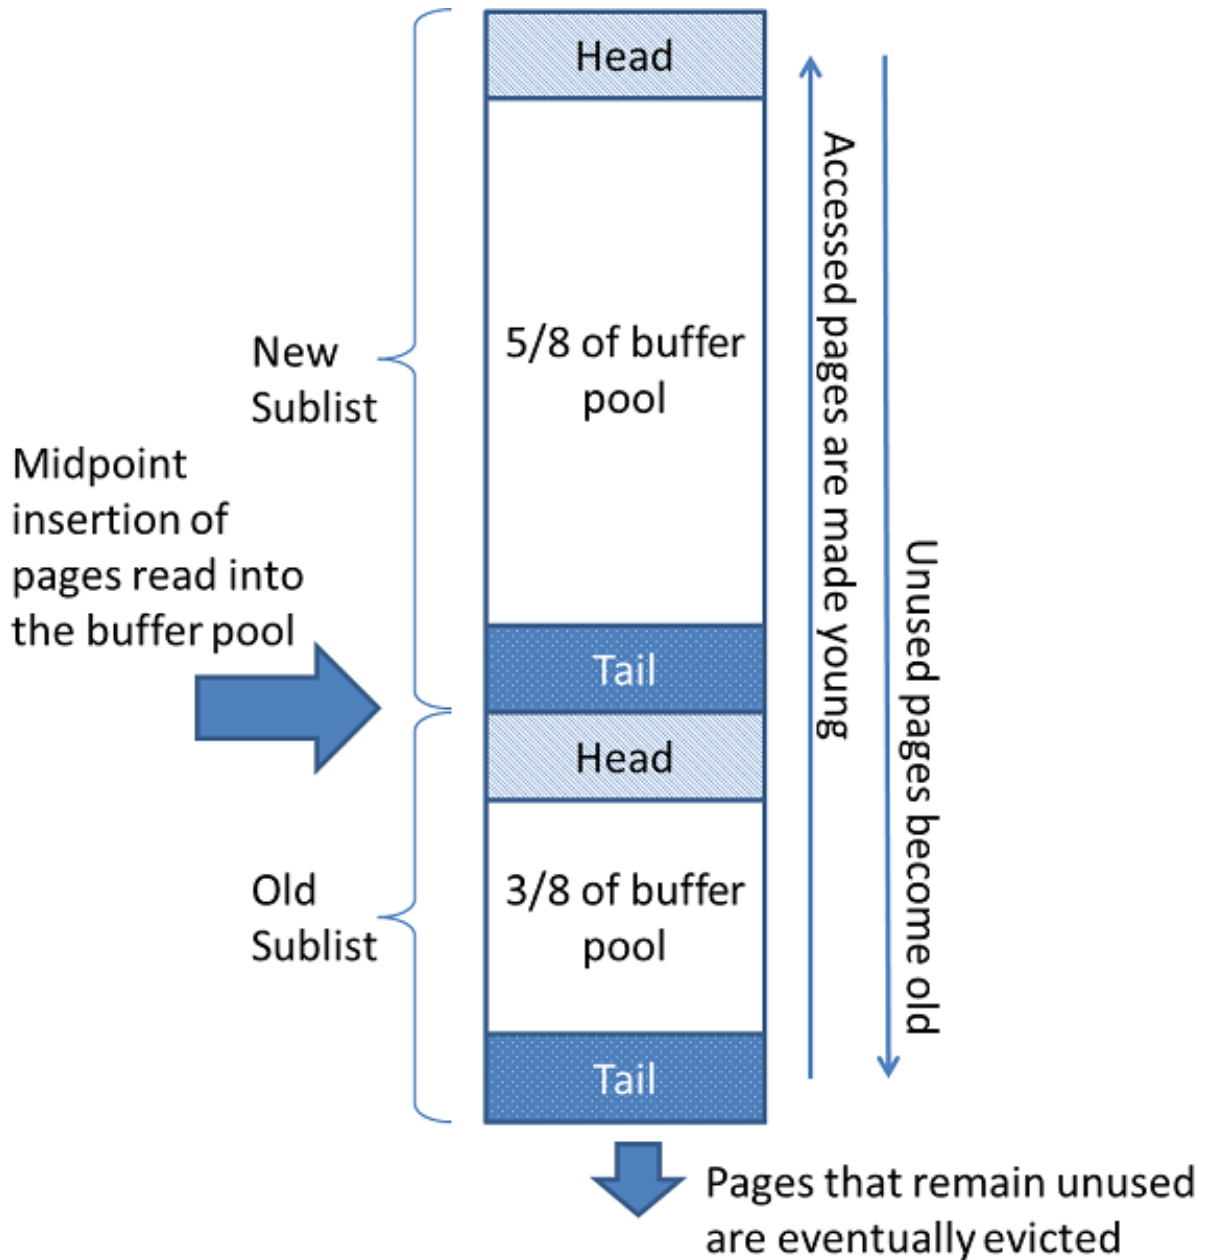 Head
5/8 of buffer
pool
New
Sublist
Midpoint
insertion of
pages read into
the buffer pool
Tail
Head
Old
Sublist
3/8 of buffer
pool
Tail
Accessed pages are made young
Unused pages become old
Pages that remain unused
are eventually evicted